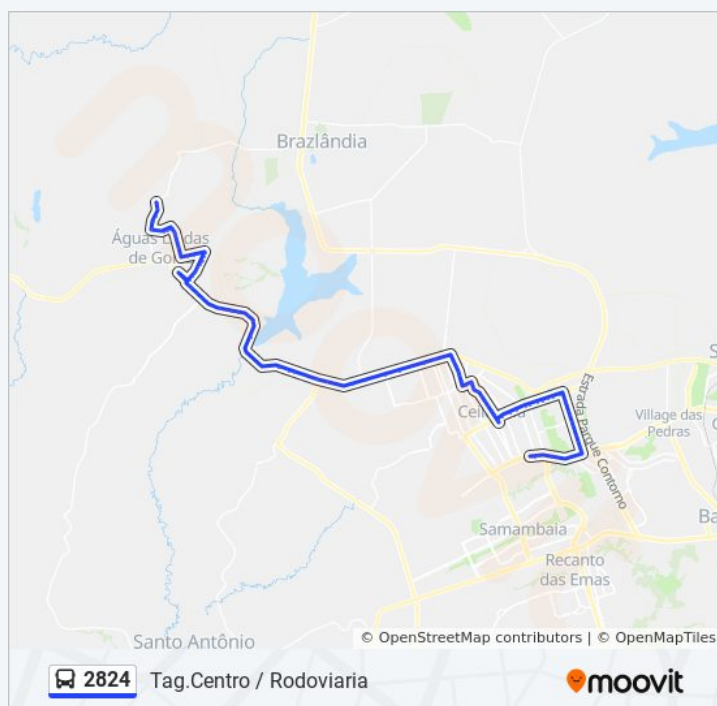 Brazlândia
Águas
de Go
Estrada Parque Contorno
Village das
Pedras
Samambaia
Recanto
das Emas
Santo Antônio
© OpenStreetMap contributors | © OpenMapTiles
2824 Tag.Centro / Rodoviaria
moovit